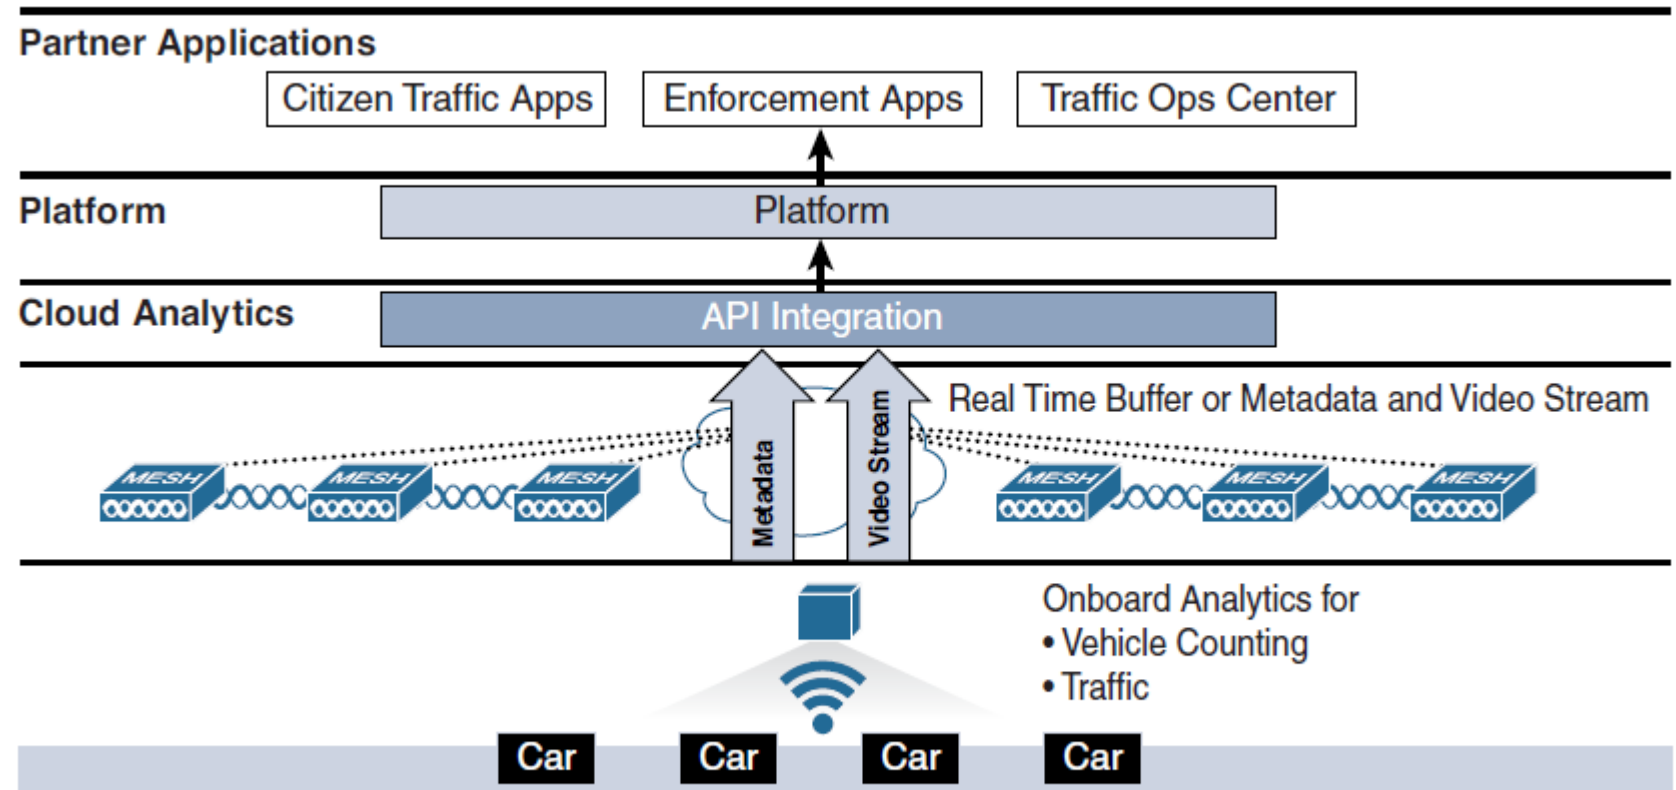 Partner Applications
Citizen Traffic Apps
Enforcement Apps
Traffic Ops Center
Platform
Platform
Cloud Analytics
API Integration
Real Time Buffer or Metadata and Video Stream
Metadata
Video Stream
MESH
MESH
MESH
MESH
MESH
MESH
Onboard Analytics for
• Vehicle Counting
• Traffic
Car
Car
Car
Car